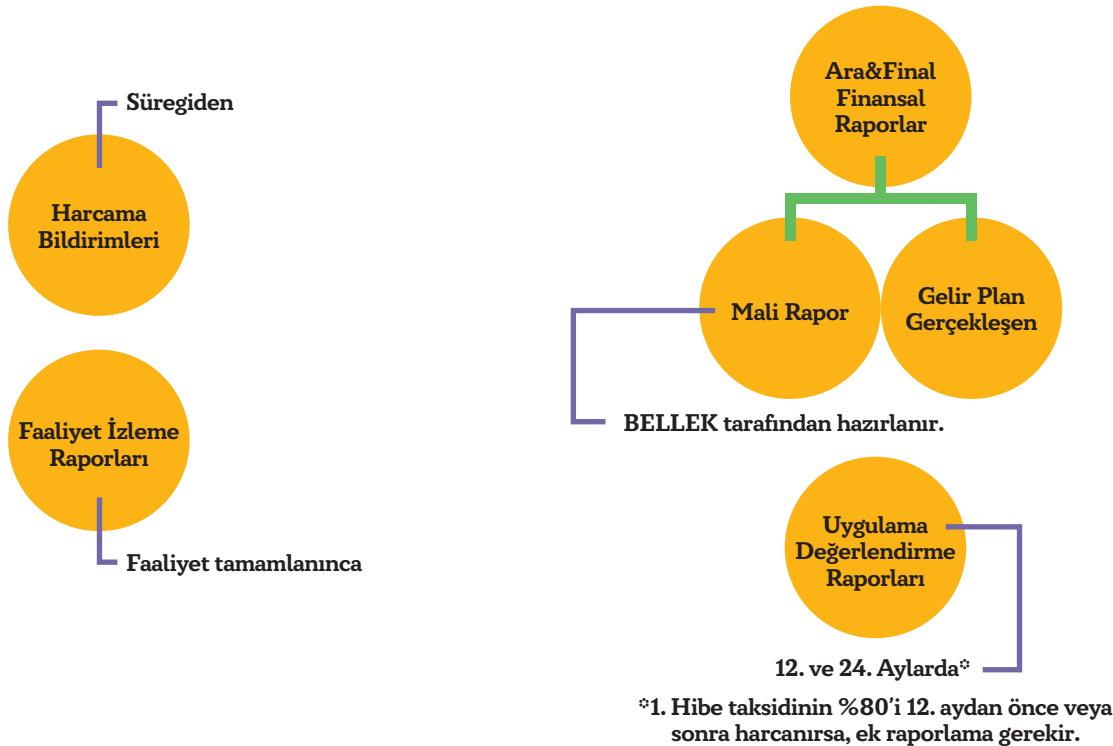 Süregiden
Harcama
Bildirimleri
Faaliyet İzleme
Raporları
Faaliyet tamamlanınca
Ara&Final
Finansal
Raporlar
Mali Rapor
Gelir Plan
Gerçekleşen
BELLEK tarafından hazırlanır.
Uygulama
Değerlendirme
Raporları
12. ve 24. Aylarda*
*1. Hibe taksidinin %80'i 12. aydan önce veya
sonra harcanırsa, ek raporlama gerekir.